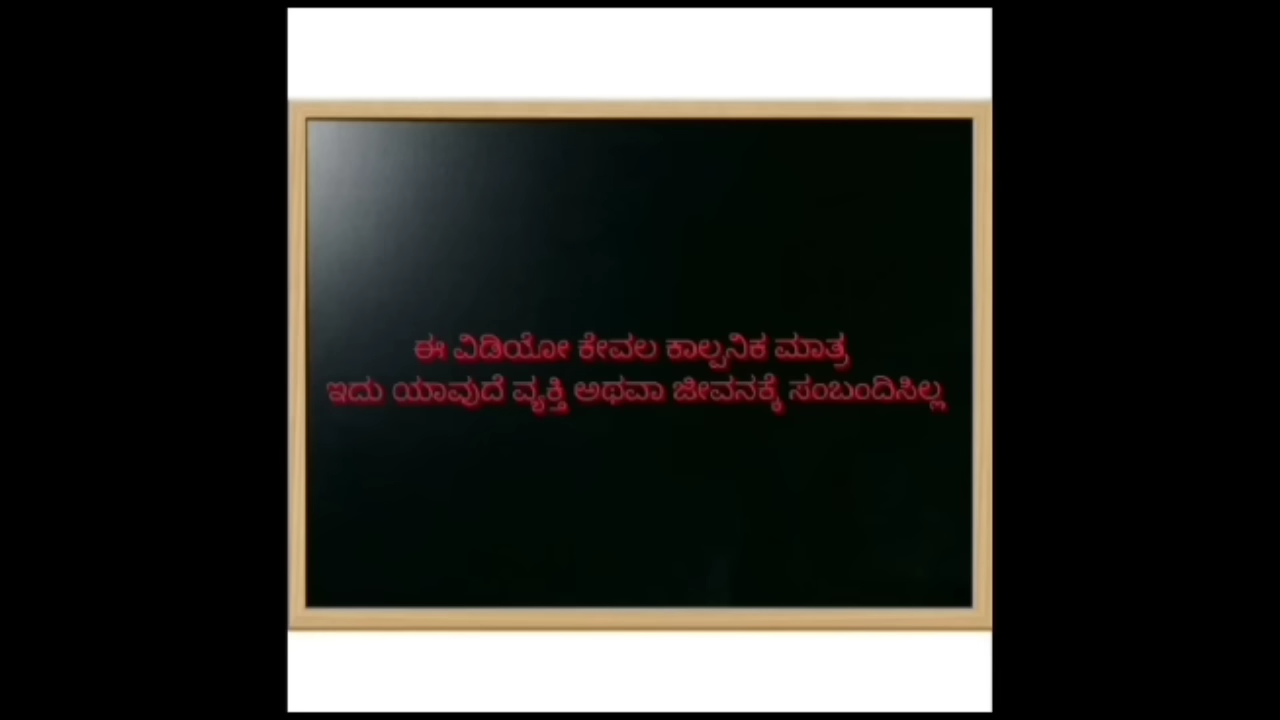 ಈ ವಿಡಿಯೋ ಕೇವಲ ಕಾಲ್ಪನಿಕ ಮಾತ್ರ
ಇದು ಯಾವುದೆ ವ್ಯಕ್ತಿ ಅಥವಾ ಜೀವನಕ್ಕೆ ಸಂಬಂದಿಸಿಲ್ಲ